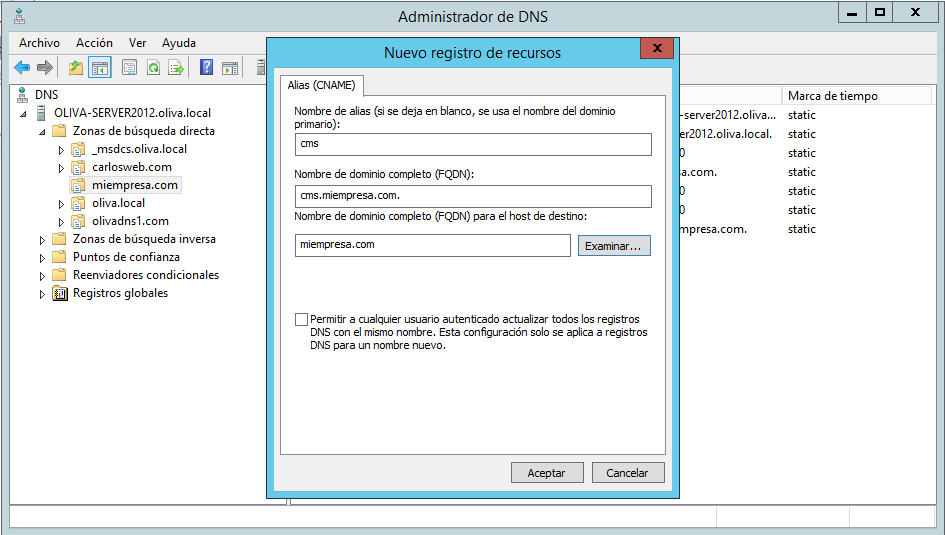 Administrador de DNS
Archivo Acción Ver Ayuda
DNS
OLIVA-SERVER2012.oliva.local
Zonas de búsqueda directa
_msdcs.oliva.local
carlosweb.com
miempresa.com
oliva.local
olivadns1.com
Zonas de búsqueda inversa
Puntos de confianza
Reenviadores condicionales
Registros globales
Nuevo registro de recursos
Alias (CNAME)
Nombre de alias (si se deja en blanco, se usa el nombre del dominio
primario):
cms
Nombre de dominio completo (FQDN):
cms.miempresa.com.
Nombre de dominio completo (FQDN) para el host de destino:
miempresa.com
Examinar...
Permitir a cualquier usuario autenticado actualizar todos los registros
DNS con el mismo nombre. Esta configuración solo se aplica a registros
DNS para un nombre nuevo.
Aceptar Cancelar
Marca de tiempo
-server2012.oliva... static
er2012.oliva.local. static
0 static
sa.com. static
0 static
0 static
mpresa.com. static